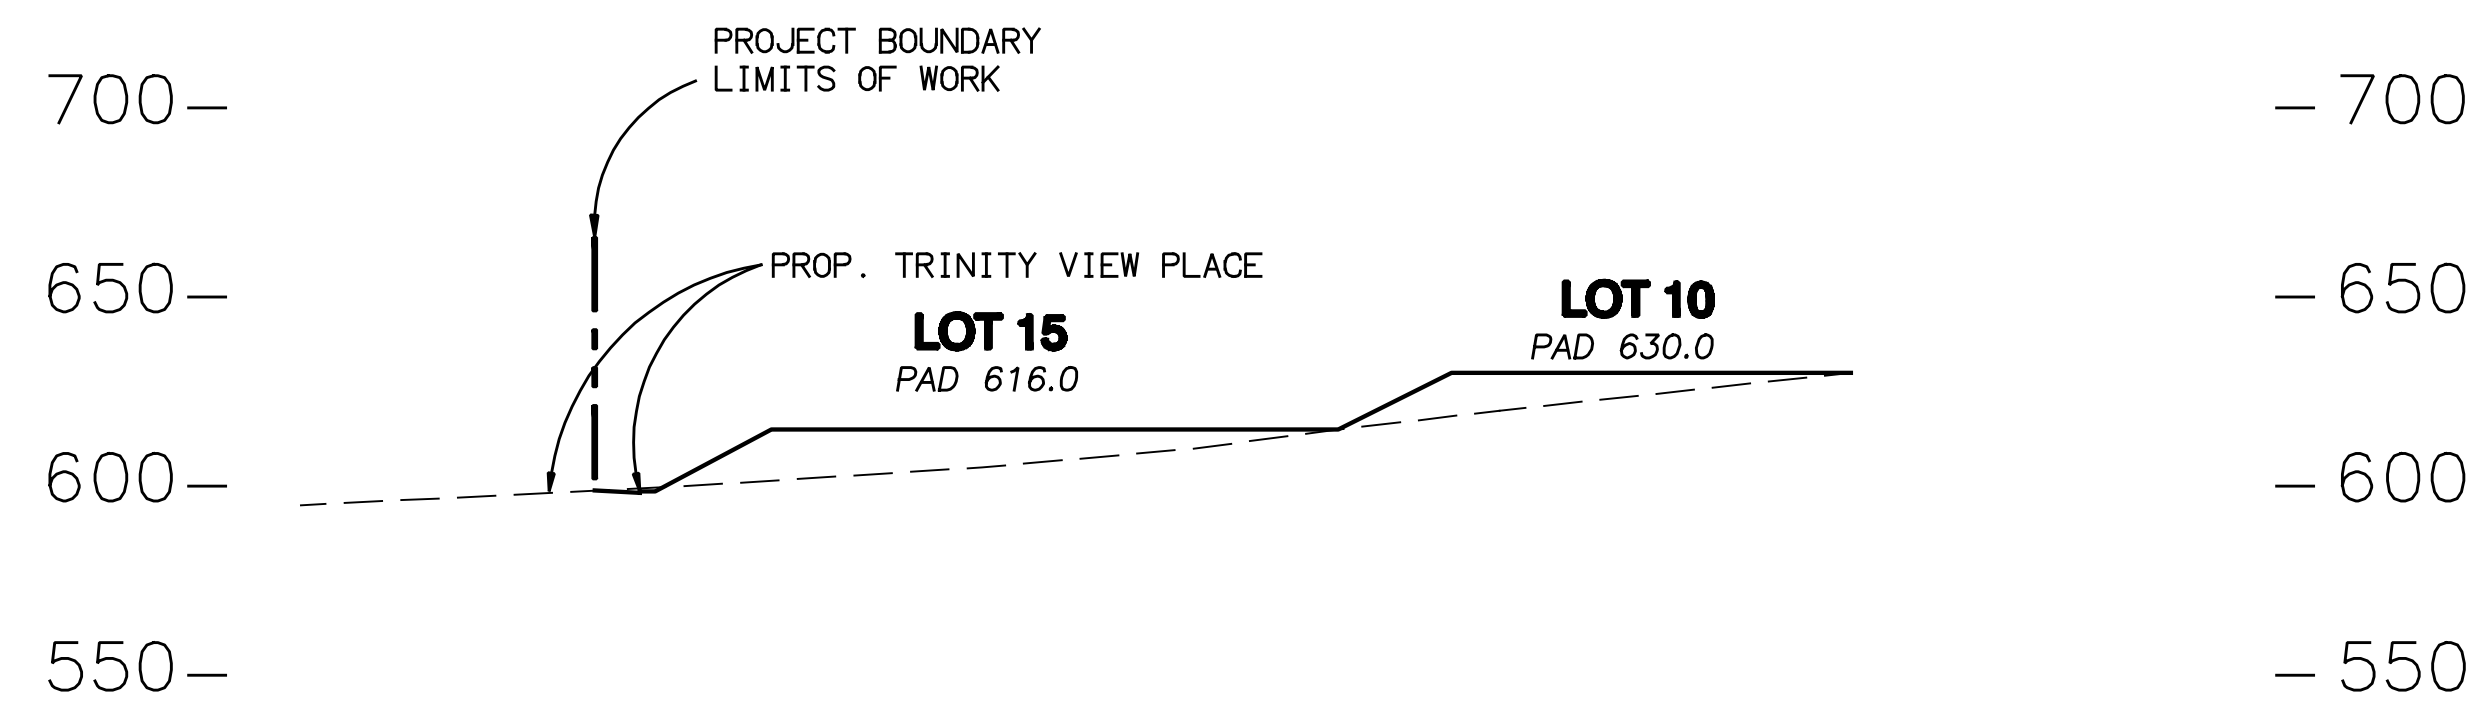 PROJECT BOUNDARY
LIMITS OF WORK
700
700
PROP. TRINITY VIEW PLACE
650
650
LOT 10
PAD 630.0
LOT 15
PAD 616.0
600
600
550
550